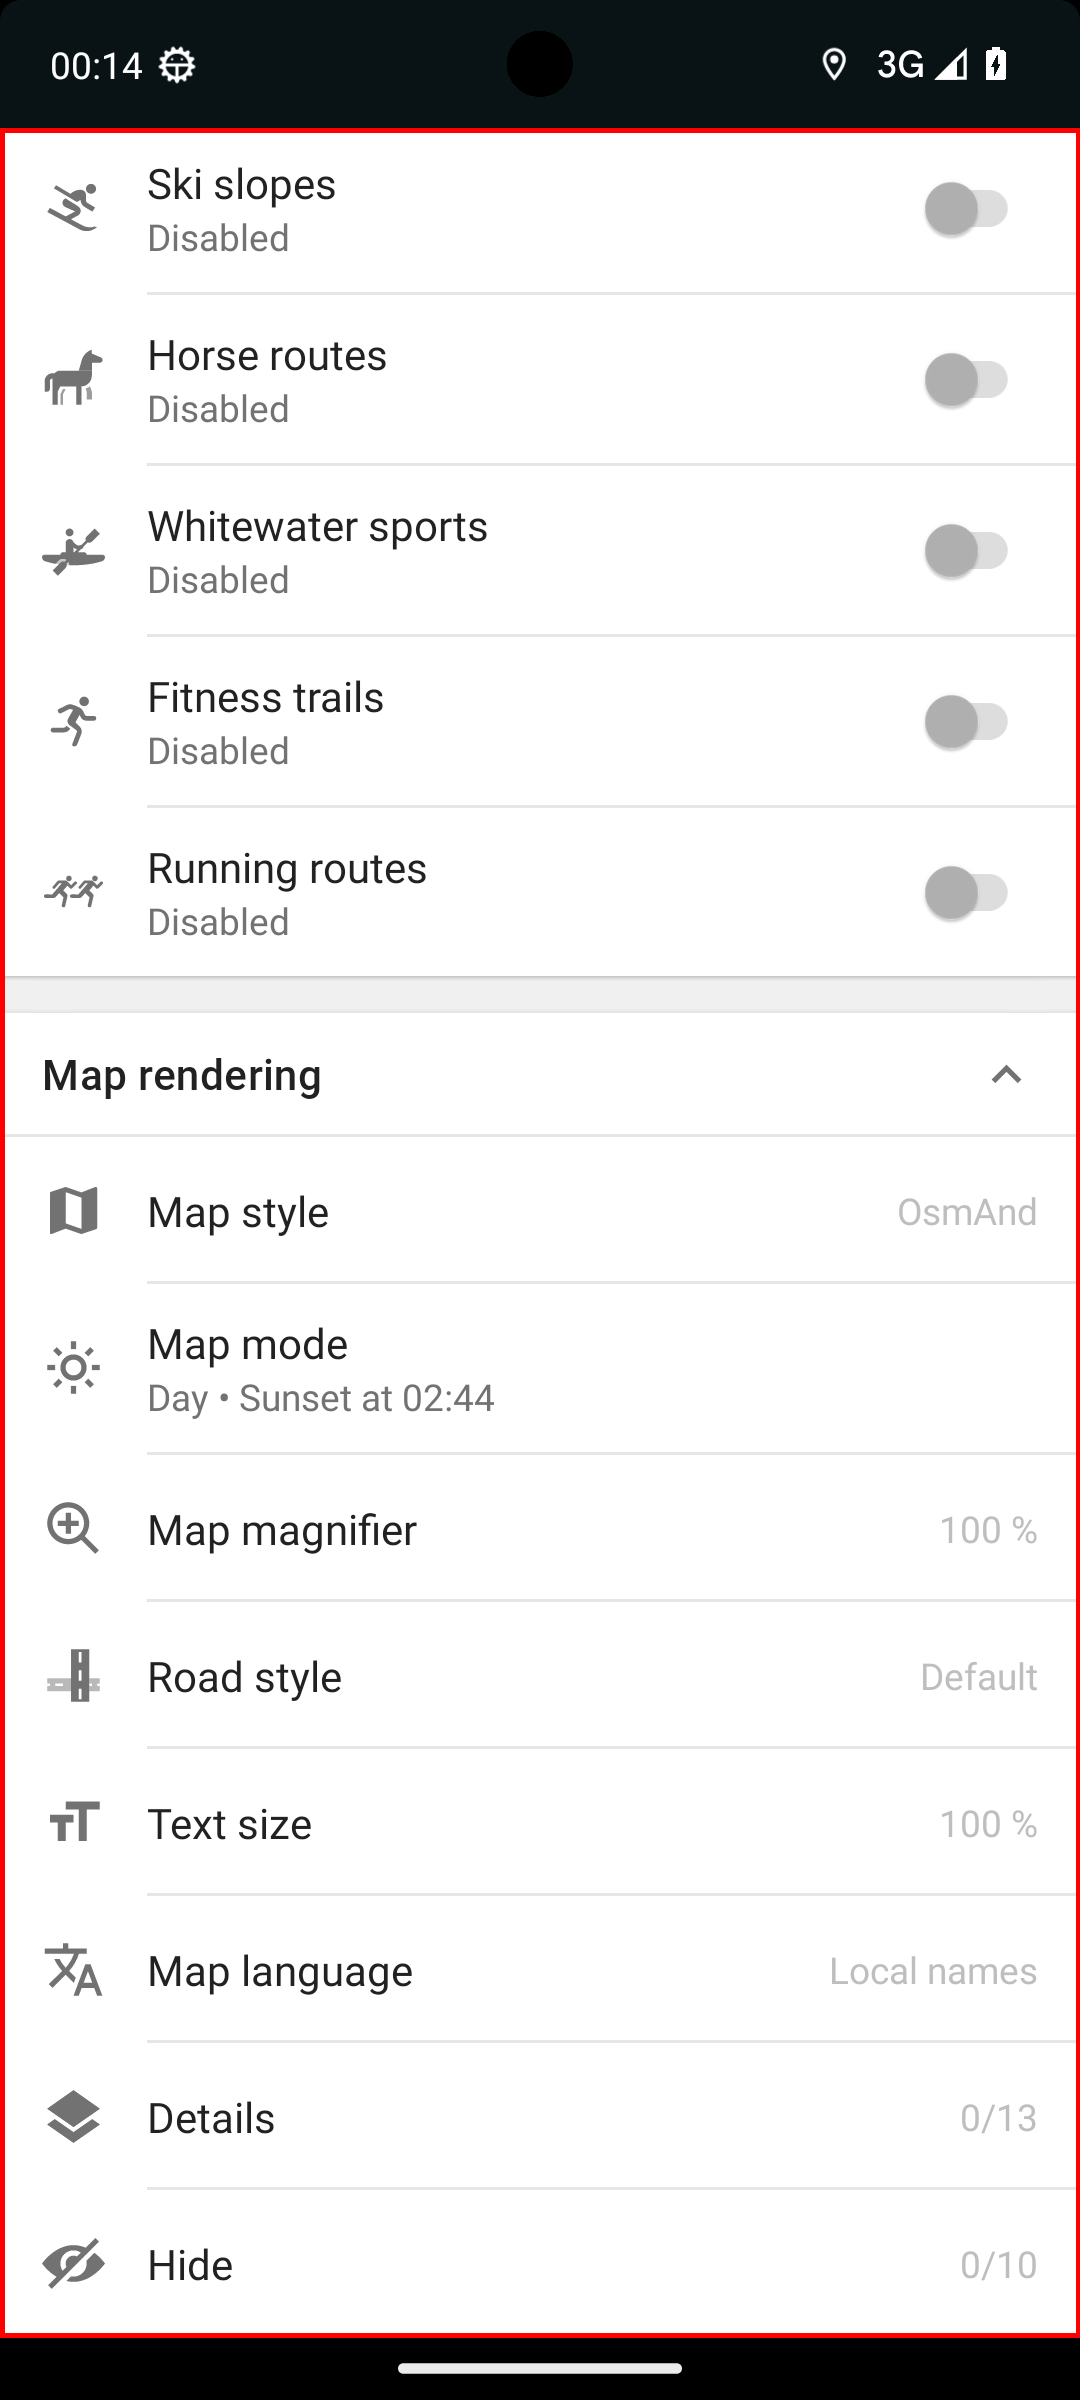 00:14
3G
Ski slopes
Disabled
Horse routes
Disabled
Whitewater sports
Disabled
Fitness trails
Disabled
Running routes
Disabled
Map rendering
Map style
OsmAnd
Map mode
Day • Sunset at 02:44
Map magnifier
100 %
Road style
Default
Text size
100 %
Map language
Local names
Details
0/13
Hide
0/10